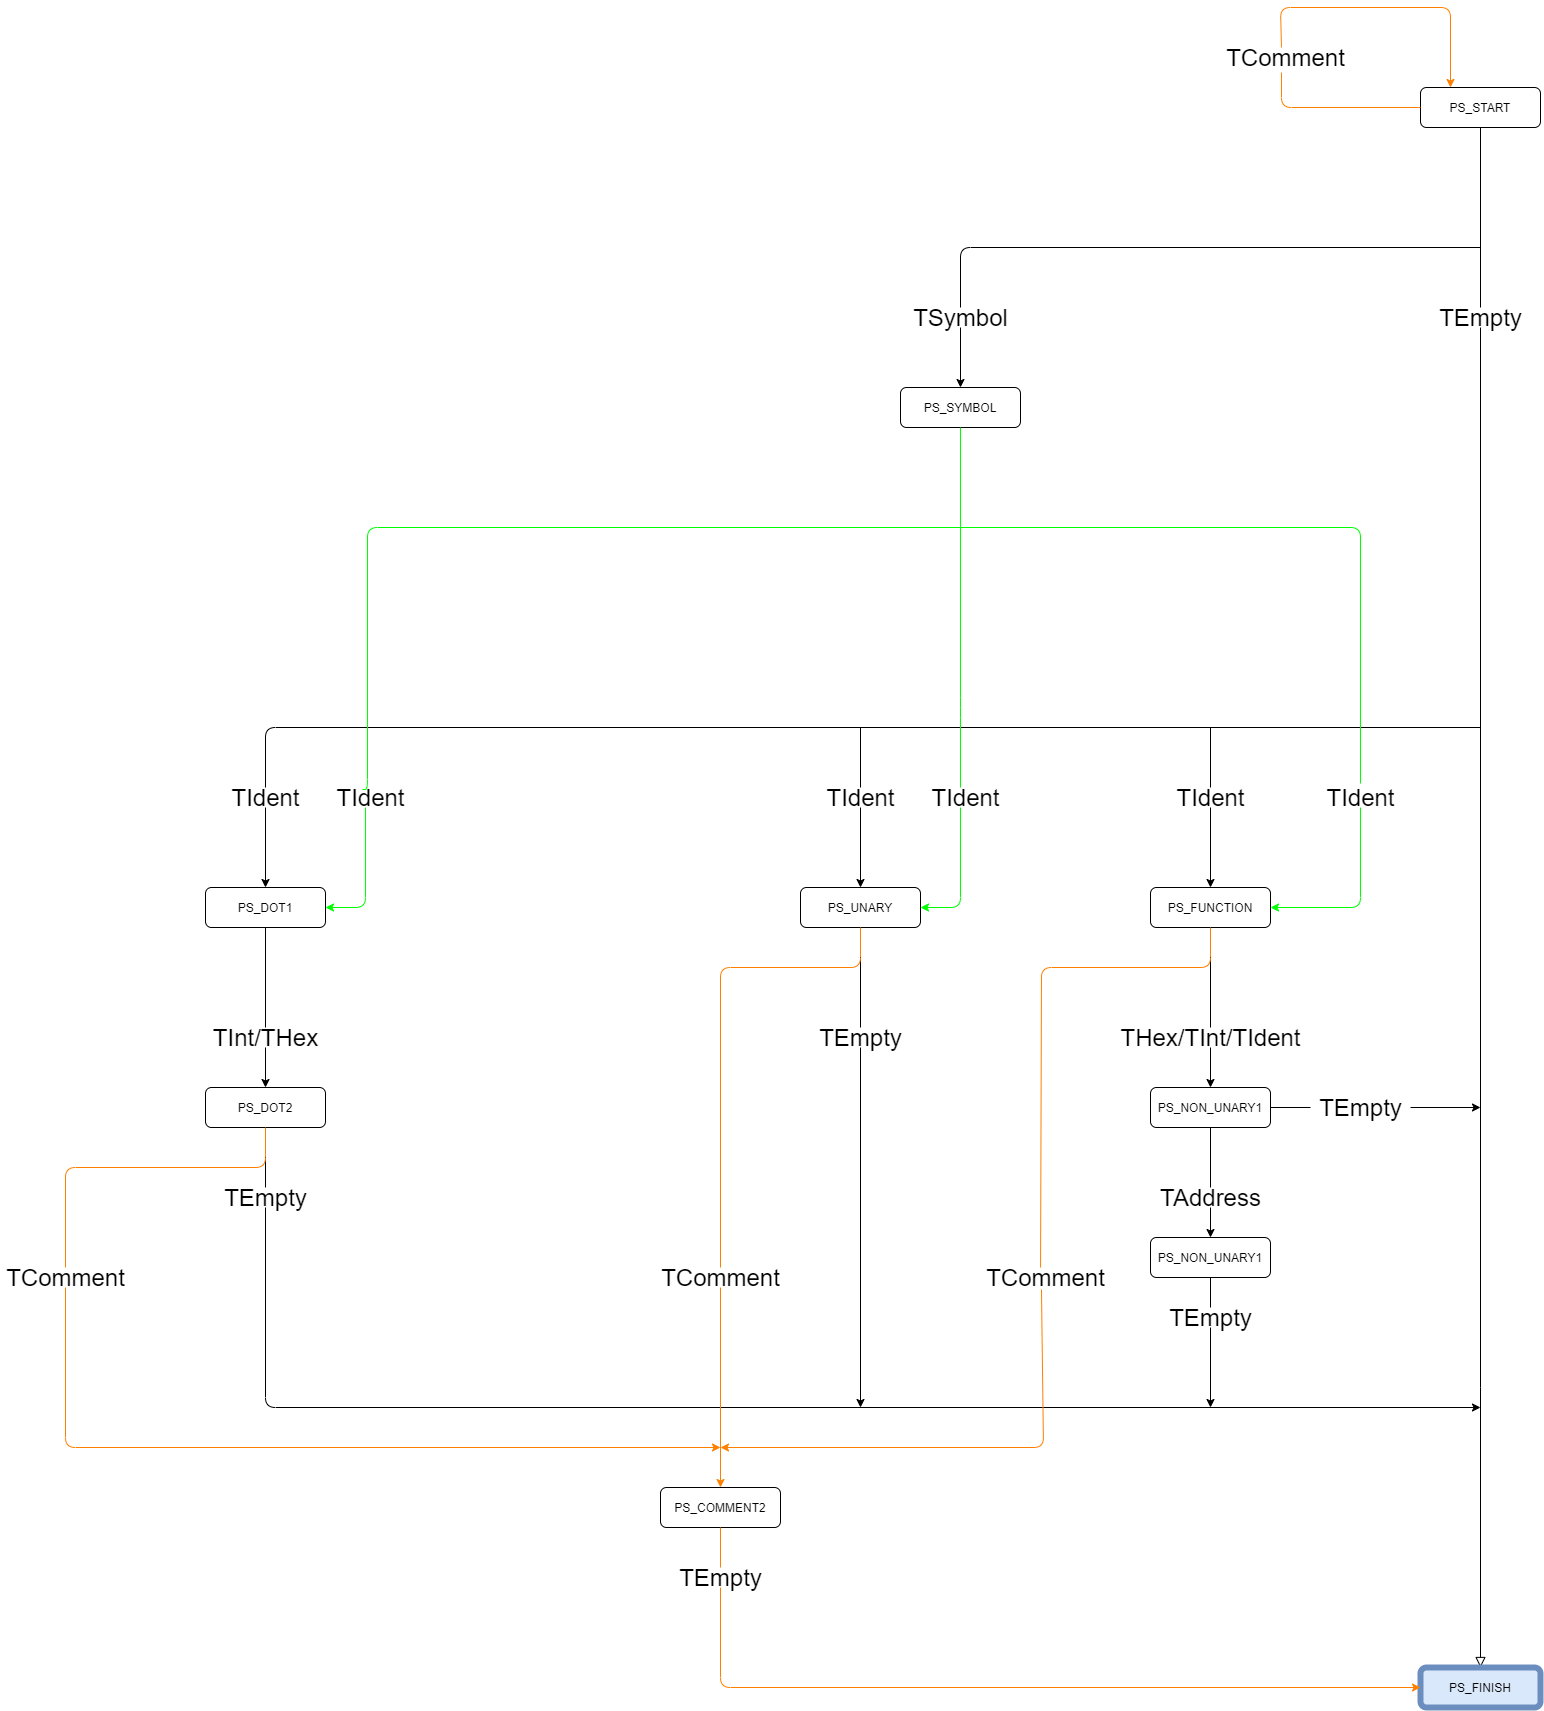 TComment
PS_START
TSymbol
TEmpty
PS_SYMBOL
TIdent
TIdent
TIdent
TIdent
TIdent
TIdent
PS_DOT1
PS_UNARY
PS_FUNCTION
TInt/THex
TEmpty
THex/TInt/TIdent
PS_DOT2
PS_NON_UNARY1
TEmpty
TEmpty
TAddress
PS_NON_UNARY1
TComment
TComment
TComment
TEmpty
PS_COMMENT2
TEmpty
PS_FINISH